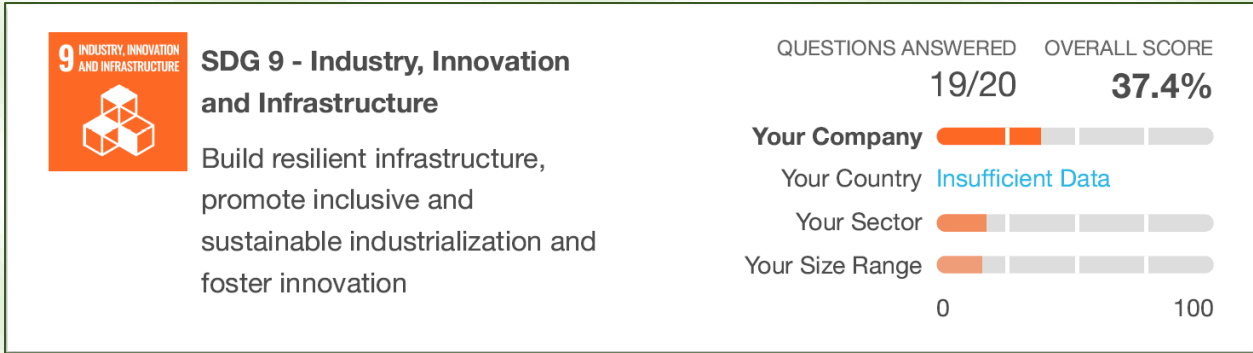 9 INDUSTRY, INNOVATION
AND INFRASTRUCTURE
SDG 9 - Industry, Innovation
and Infrastructure
Build resilient infrastructure,
promote inclusive and
sustainable industrialization and
foster innovation
QUESTIONS ANSWERED OVERALL SCORE
19/20 37.4%
Your Company
Your Country Insufficient Data
Your Sector
Your Size Range
0 100